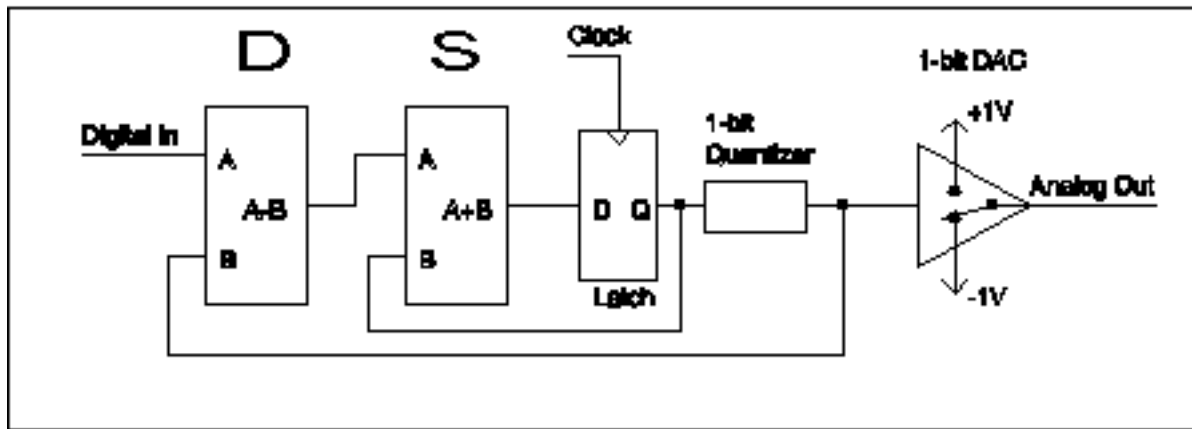 D
S
Clock
1-bit DAC
Digital In
A
A-B
B
A
A+B
B
D Q
Latch
1-bit
Quantizer
+1V
-1V
Analog Out